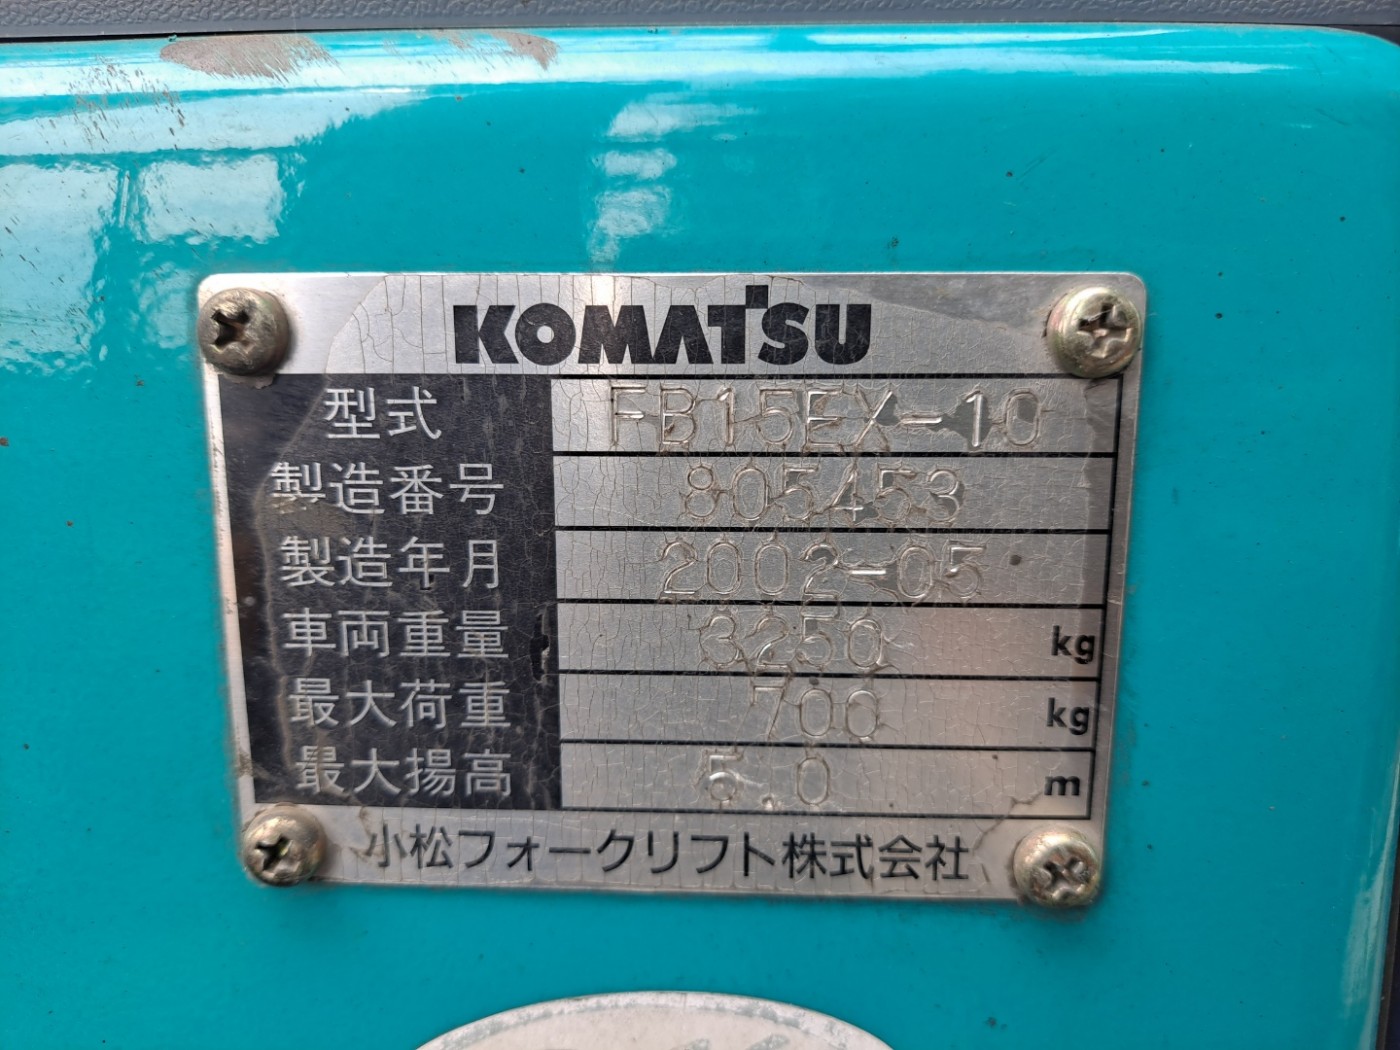 KOMATSU
型式 FB15EX-10
製造番号 805453
製造年月 2002-05
車両重量 3250 kg
最大荷重 700 kg
最大揚高 5.0 m
小松フォークリフト株式会社